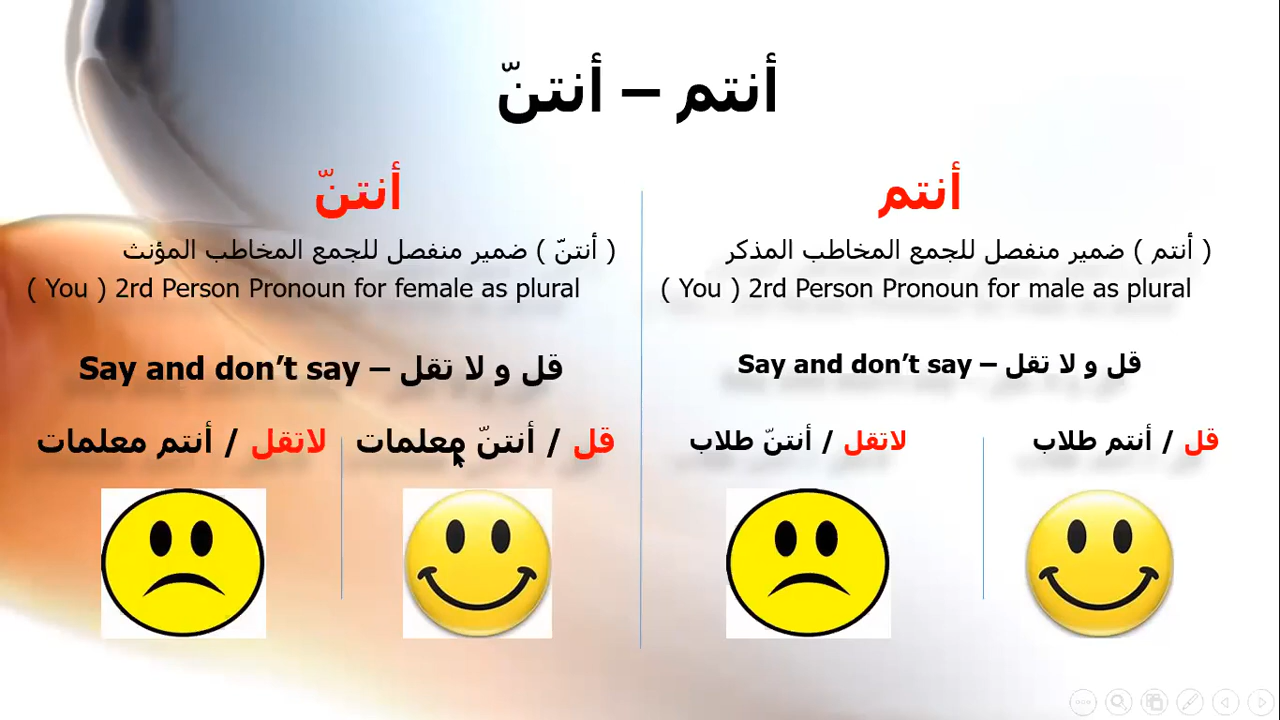 أنتم – أنتنّ
أنتم
( أنتم ) ضمير منفصل للجمع المخاطب المذكر
( You ) 2rd Person Pronoun for male as plural
قل و لا تقل – Say and don’t say
قل / أنتم طلاب
لاتقل / أنتنّ طلاب
أنتنّ
( أنتنّ ) ضمير منفصل للجمع المخاطب المؤنث
( You ) 2rd Person Pronoun for female as plural
قل و لا تقل – Say and don’t say
قل / أنتنّ معلمات
لاتقل / أنتم معلمات